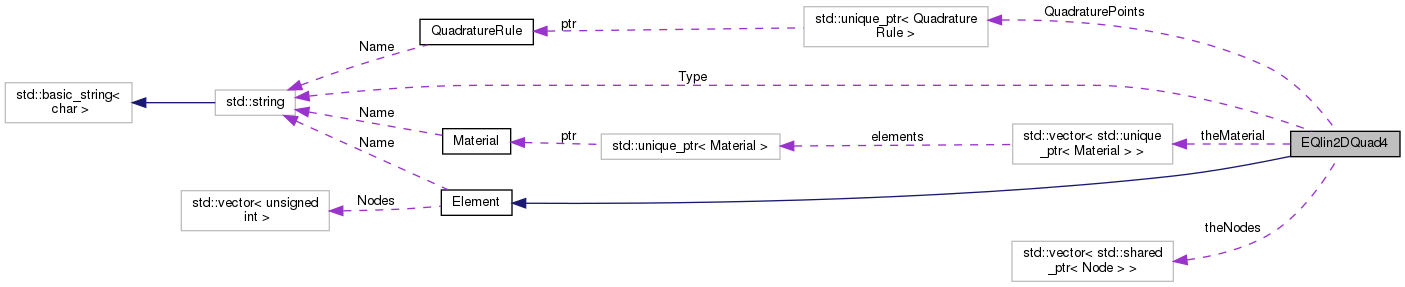 QuadraturePoints
std::unique_ptr< Quadrature
Rule >
QuadratureRule
ptr
Name
Type
std::basic_string<
char >
std::string
Name
Material
ptr
std::unique_ptr< Material >
elements
std::vector< std::unique
_ptr< Material > >
theMaterial
EQlin2DQuad4
Name
Element
std::vector< unsigned
int >
Nodes
theNodes
std::vector< std::shared
_ptr< Node > >